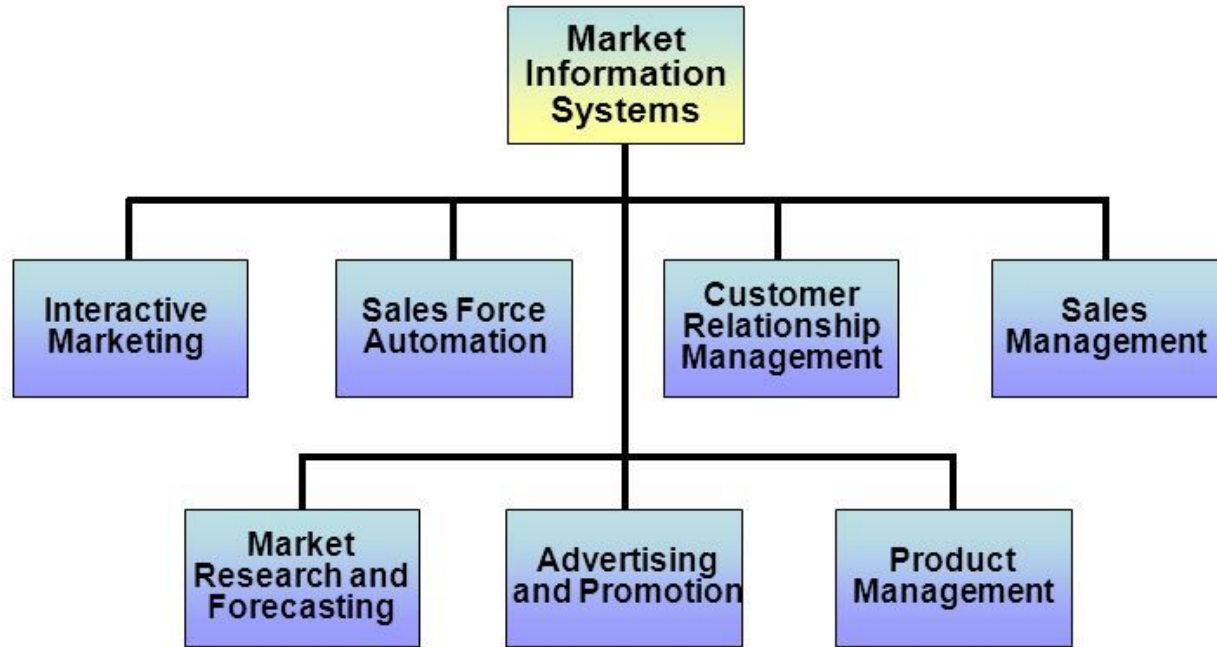 Market
Information
Systems
Interactive
Marketing
Sales Force
Automation
Customer
Relationship
Management
Sales
Management
Market
Research and
Forecasting
Advertising
and Promotion
Product
Management